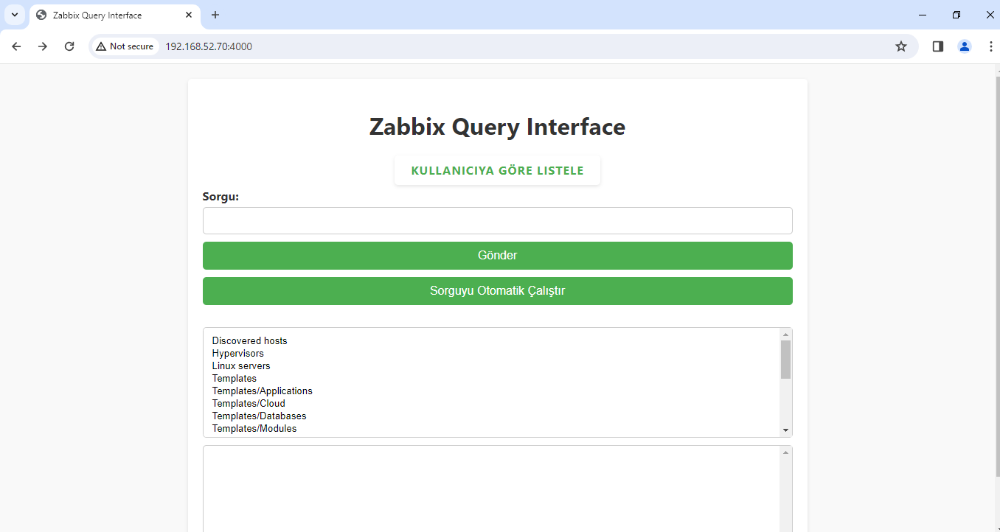 Zabbix Query Interface
Not secure
192.168.52.70:4000
Zabbix Query Interface
KULLANICIYA GÖRE LISTELE
Sorgu:
Gönder
Sorguyu Otomatik Çalıştır
Discovered hosts
Hypervisors
Linux servers
Templates
Templates/Applications
Templates/Cloud
Templates/Databases
Templates/Modules